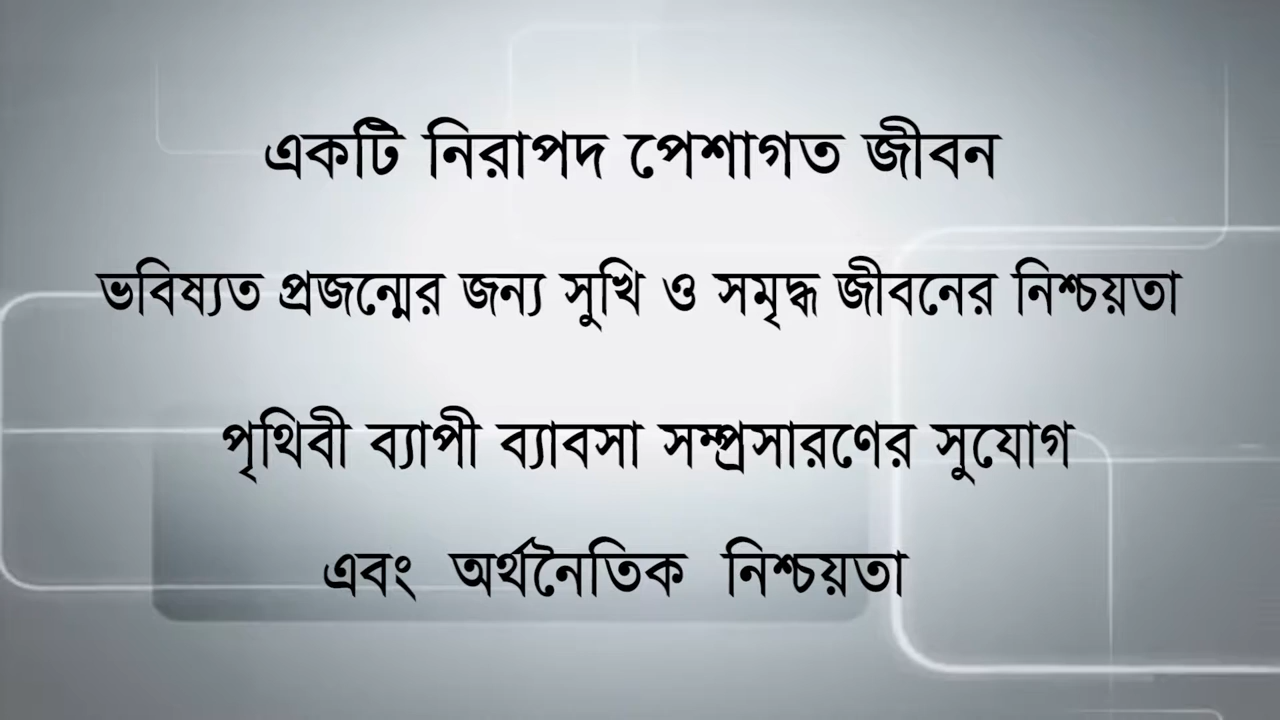 একটি নিরাপদ পেশাগত জীবন
ভবিষ্যত প্রজন্মের জন্য সুখি ও সমৃদ্ধ জীবনের নিশ্চয়তা
পৃথিবী ব্যাপী ব্যাবসা সম্প্রসারণের সুযোগ
এবং অর্থনৈতিক নিশ্চয়তা